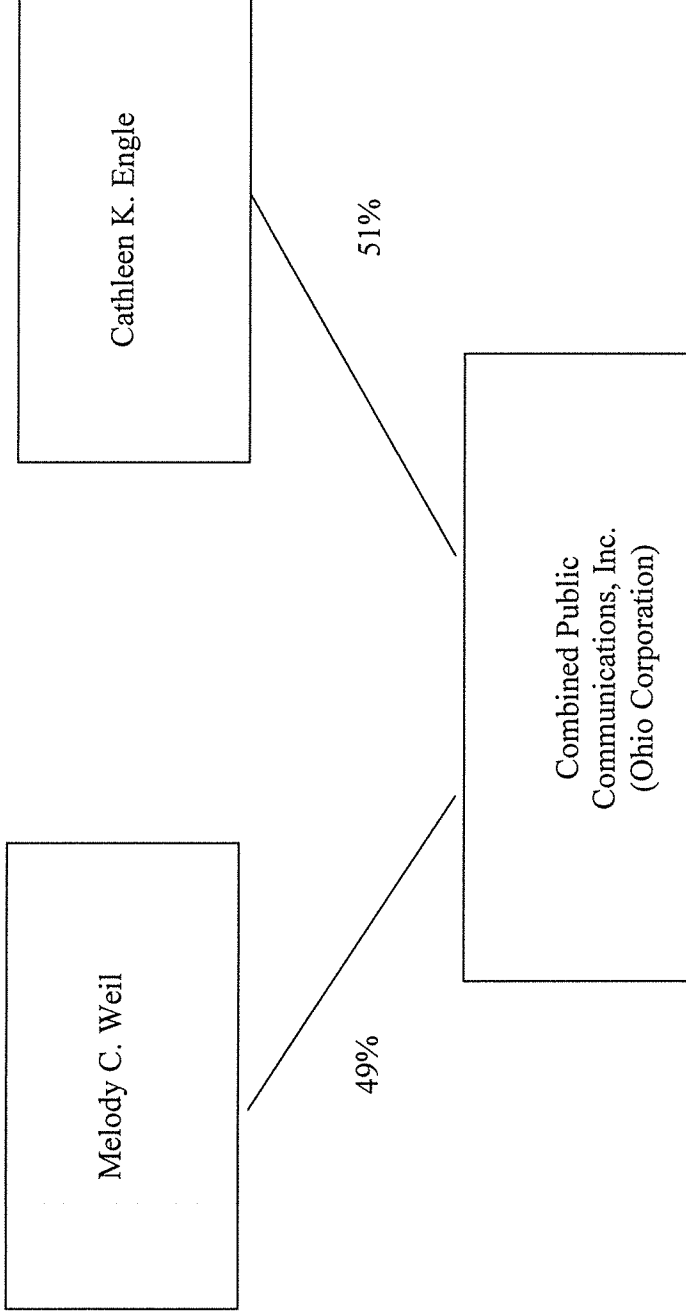 Melody C. Weil
Cathleen K. Engle
49%
51%
Combined Public
Communications, Inc.
(Ohio Corporation)